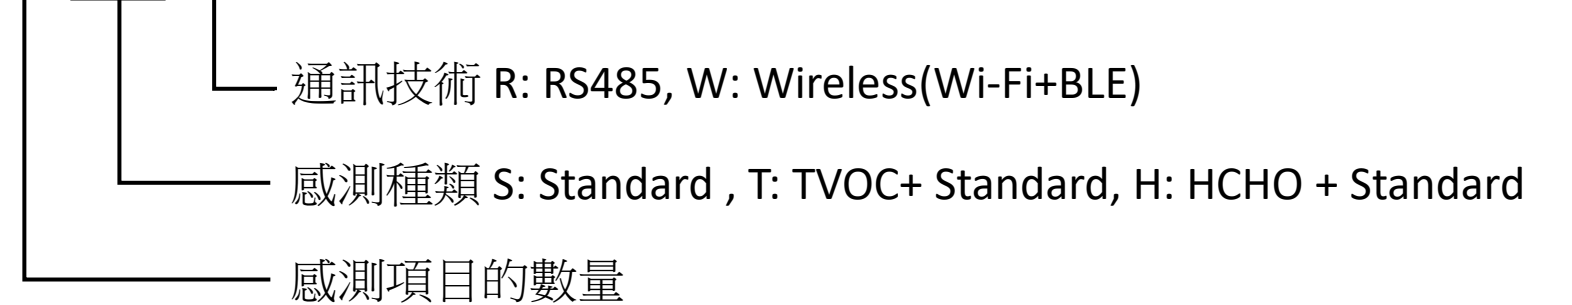 通訊技術 R: RS485, W: Wireless(Wi-Fi+BLE)
感測種類 S: Standard , T: TVOC+ Standard, H: HCHO + Standard
感測項目的數量